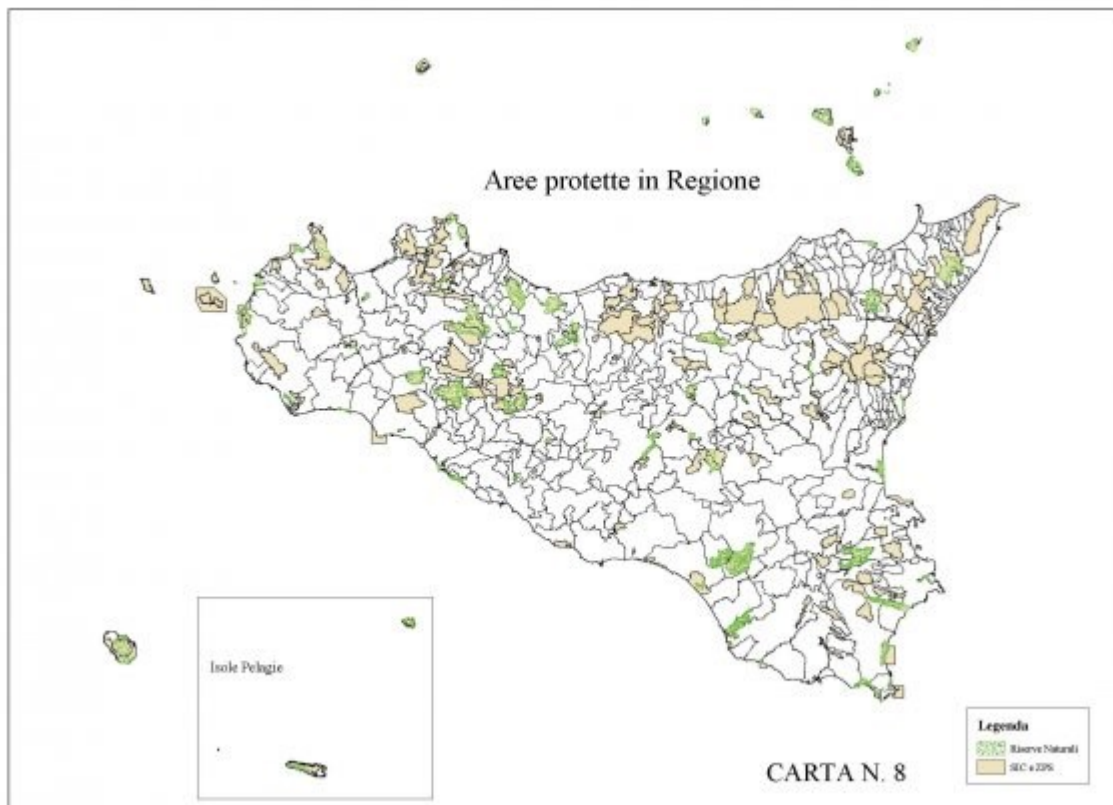 Aree protette in Regione
Isole Pelagie
Legenda
Riserve Naturali
SIC e ZPS
CARTA N. 8